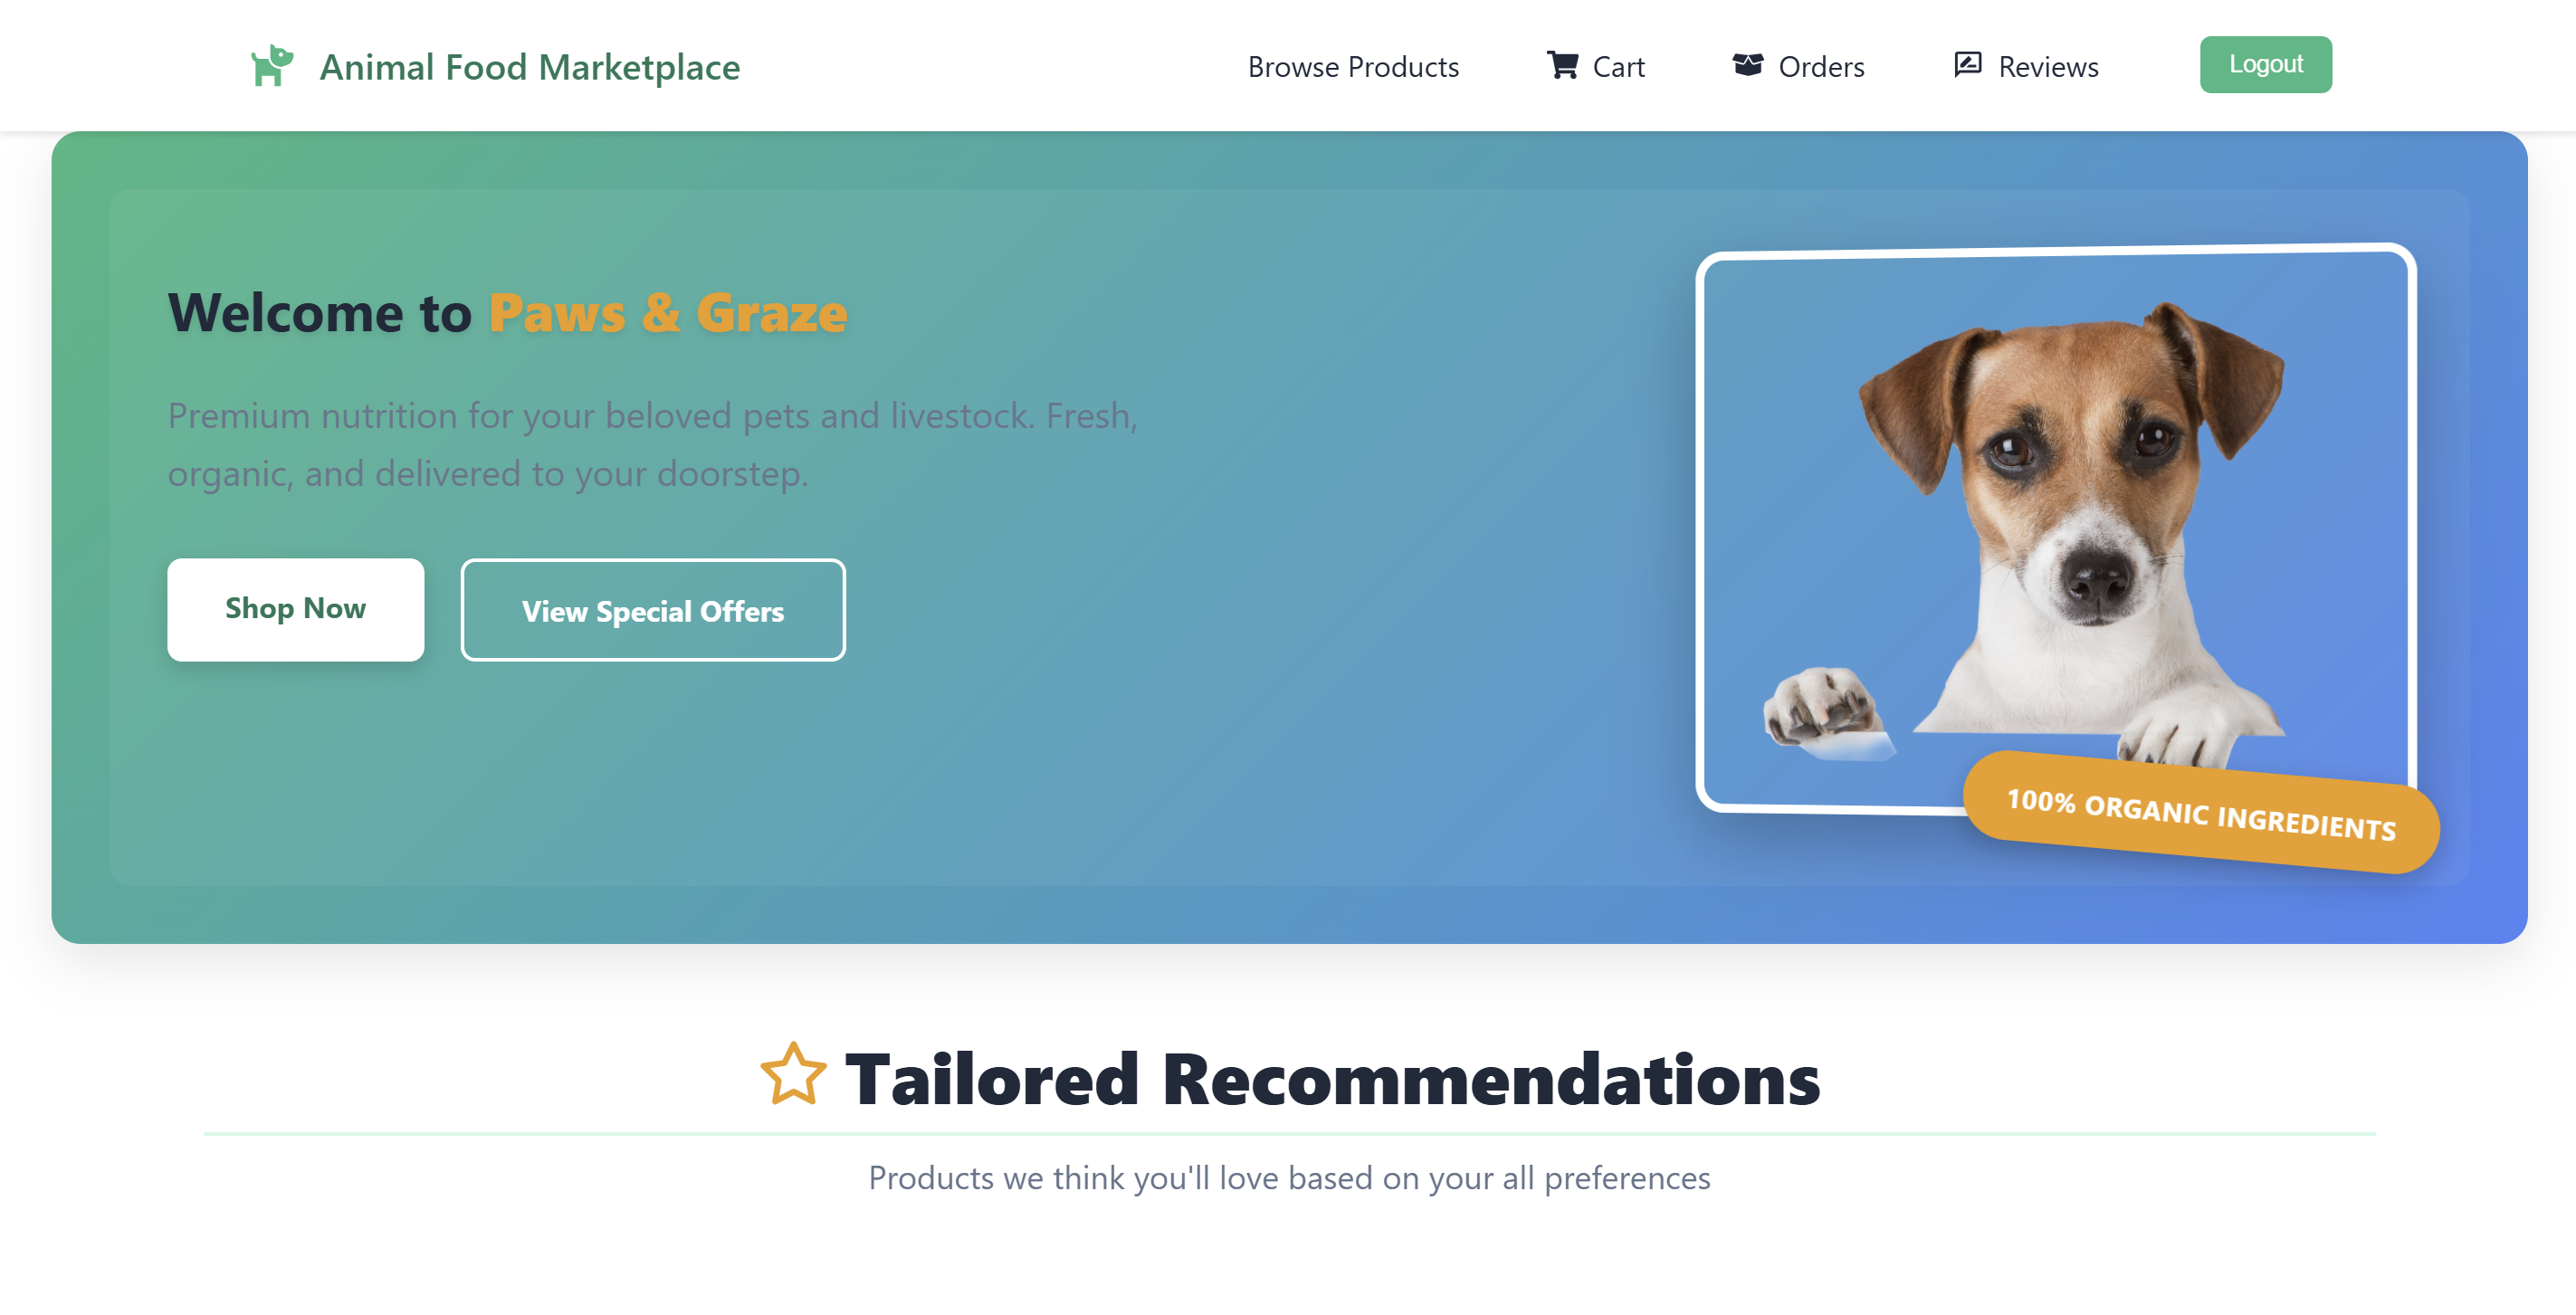 Animal Food Marketplace
Browse Products
Cart
Orders
Reviews
Logout
Welcome to Paws & Graze
Premium nutrition for your beloved pets and livestock. Fresh,
organic, and delivered to your doorstep.
Shop Now
View Special Offers
100% ORGANIC INGREDIENTS
Tailored Recommendations
Products we think you'll love based on your all preferences